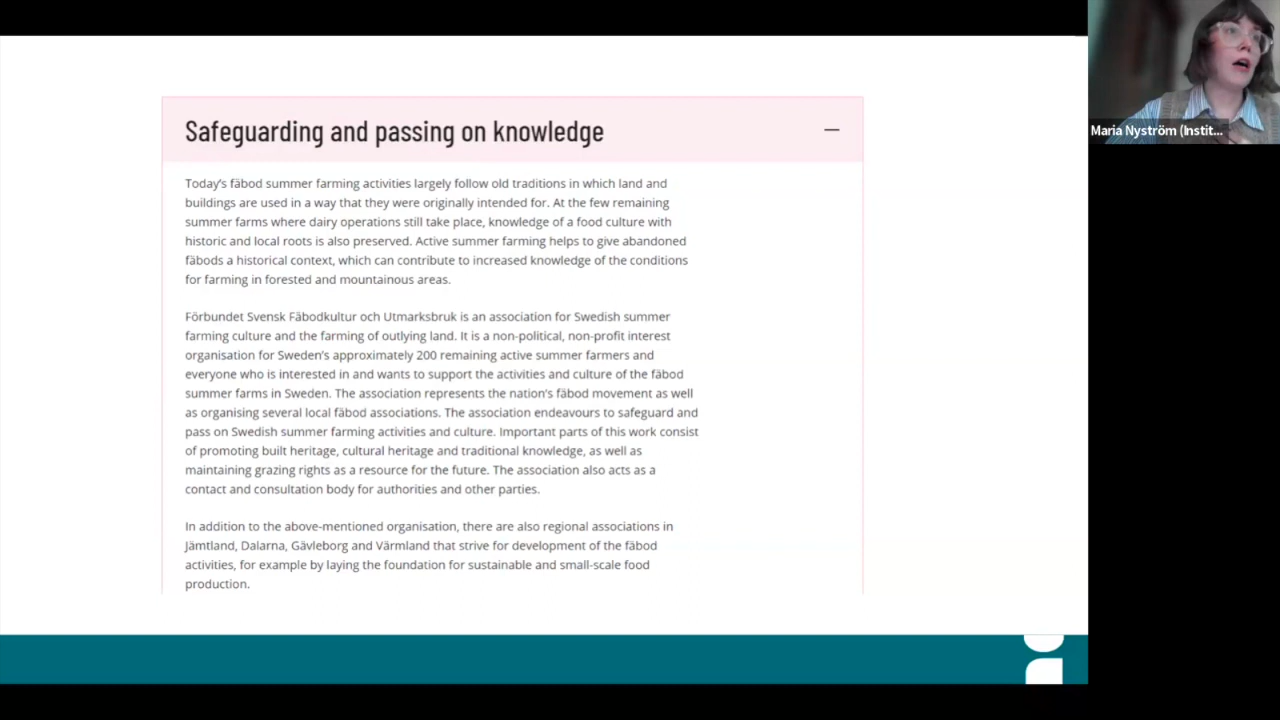 Safeguarding and passing on knowledge
Today's fäbod summer farming activities largely follow old traditions in which land and
buildings are used in a way that they were originally intended for. At the few remaining
summer farms where dairy operations still take place, knowledge of a food culture with
historic and local roots is also preserved. Active summer farming helps to give abandoned
fäbods a historical context, which can contribute to increased knowledge of the conditions
for farming in forested and mountainous areas.
Förbundet Svensk Fäbodkultur och Utmarksbruk is an association for Swedish summer
farming culture and the farming of outlying land. It is a non-political, non-profit interest
organisation for Sweden's approximately 200 remaining active summer farmers and
everyone who is interested in and wants to support the activities and culture of the fäbod
summer farms in Sweden. The association represents the nation's fäbod movement as well
as organising several local fäbod associations. The association endeavours to safeguard and
pass on Swedish summer farming activities and culture. Important parts of this work consist
of promoting built heritage, cultural heritage and traditional knowledge, as well as
maintaining grazing rights as a resource for the future. The association also acts as a
contact and consultation body for authorities and other parties.
In addition to the above-mentioned organisation, there are also regional associations in
Jämtland, Dalarna, Gävleborg and Värmland that strive for development of the fäbod
activities, for example by laying the foundation for sustainable and small-scale food
production.
Maria Nyström (Instit...